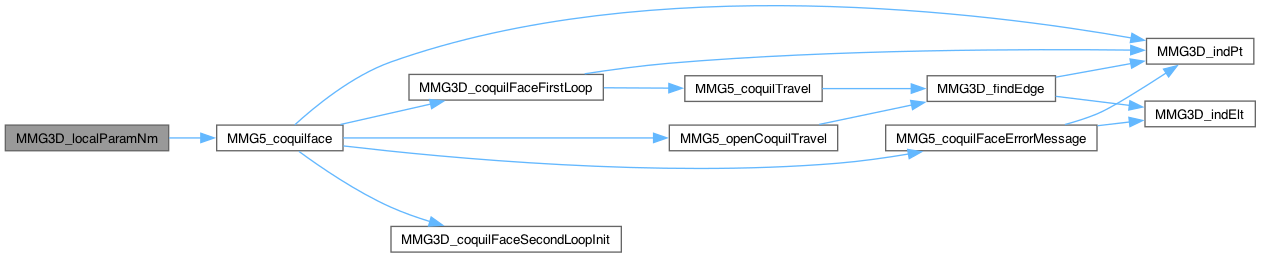 MMG3D_localParamNm
MMG5_coquilface
MMG3D_coquilFaceFirstLoop
MMG5_coquilTravel
MMG3D_findEdge
MMG3D_indPt
MMG3D_indElt
MMG5_openCoquilTravel
MMG5_coquilFaceErrorMessage
MMG3D_coquilFaceSecondLoopInit